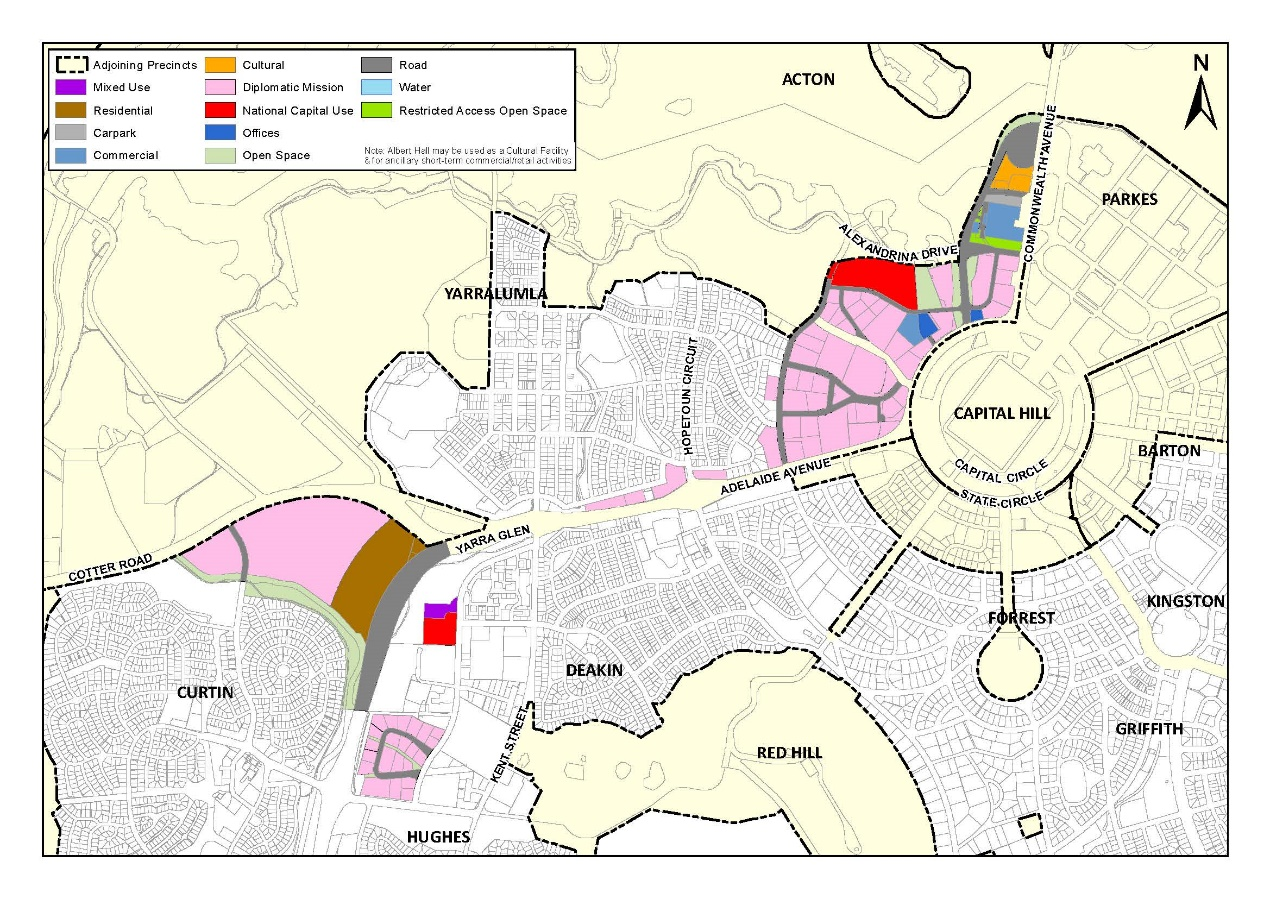 Adjoining Precincts
Mixed Use
Residential
Carpark
Commercial
Cultural
Diplomatic Mission
National Capital Use
Offices
Open Space
Road
Water
Restricted Access Open Space
Note: Albert Hall may be used as a Cultural Facility
& for ancillary short-term commercial/retail activities
N
ACTON
COMMONWEALTH AVENUE
PARKES
ALEXANDRINA DRIVE
YARRALUMLA
HOPETOUN CIRCUIT
CAPITAL HILL
BARTON
CAPITAL CIRCLE
STATE CIRCLE
ADELAIDE AVENUE
YARRA GLEN
COTTER ROAD
KINGSTON
FORREST
DEAKIN
CURTIN
KENT STREET
GRIFFITH
RED HILL
HUGHES